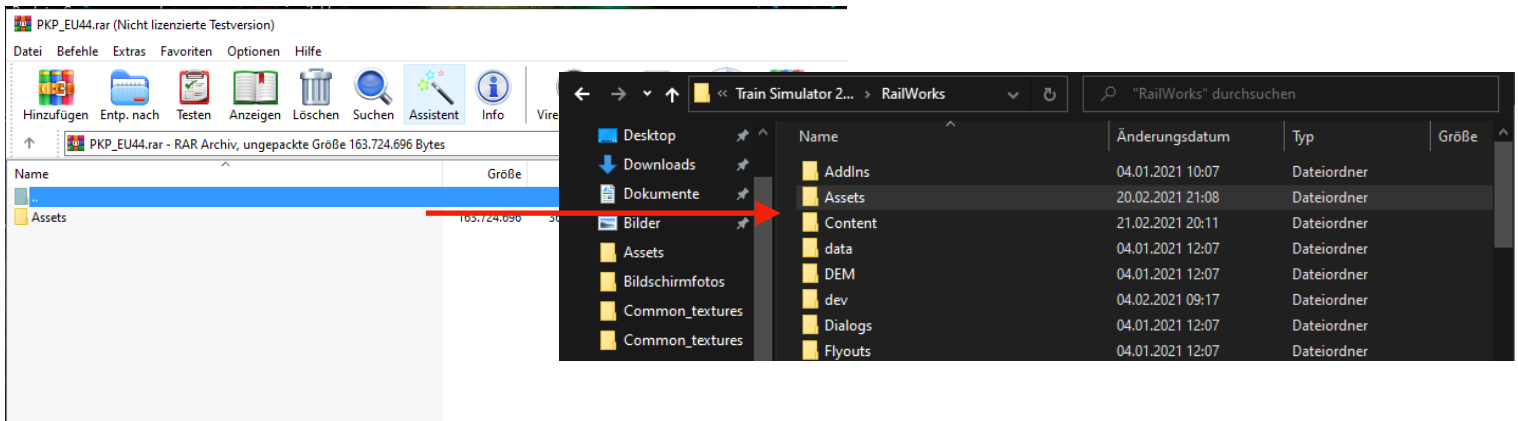 PKP_EU44.rar (Nicht lizenzierte Testversion)
Datei Befehle Extras Favoriten Optionen Hilfe
Hinzufügen Entp. nach Testen Anzeigen Löschen Suchen Assistent Info
PKP_EU44.rar - RAR Archiv, ungepackte Größe 163.724.696 Bytes
Name Größe
..
Assets 163.724.696
« Train Simulator 2... › RailWorks
"RailWorks" durchsuchen
Desktop
Downloads
Dokumente
Bilder
Assets
Bildschirmfotos
Common_textures
Common_textures
Name Änderungsdatum Typ Größe
AddIns 04.01.2021 10:07 Dateiordner
Assets 20.02.2021 21:08 Dateiordner
Content 21.02.2021 20:11 Dateiordner
data 04.01.2021 12:07 Dateiordner
DEM 04.01.2021 12:07 Dateiordner
dev 04.02.2021 09:17 Dateiordner
Dialogs 04.01.2021 12:07 Dateiordner
Flyouts 04.01.2021 12:07 Dateiordner